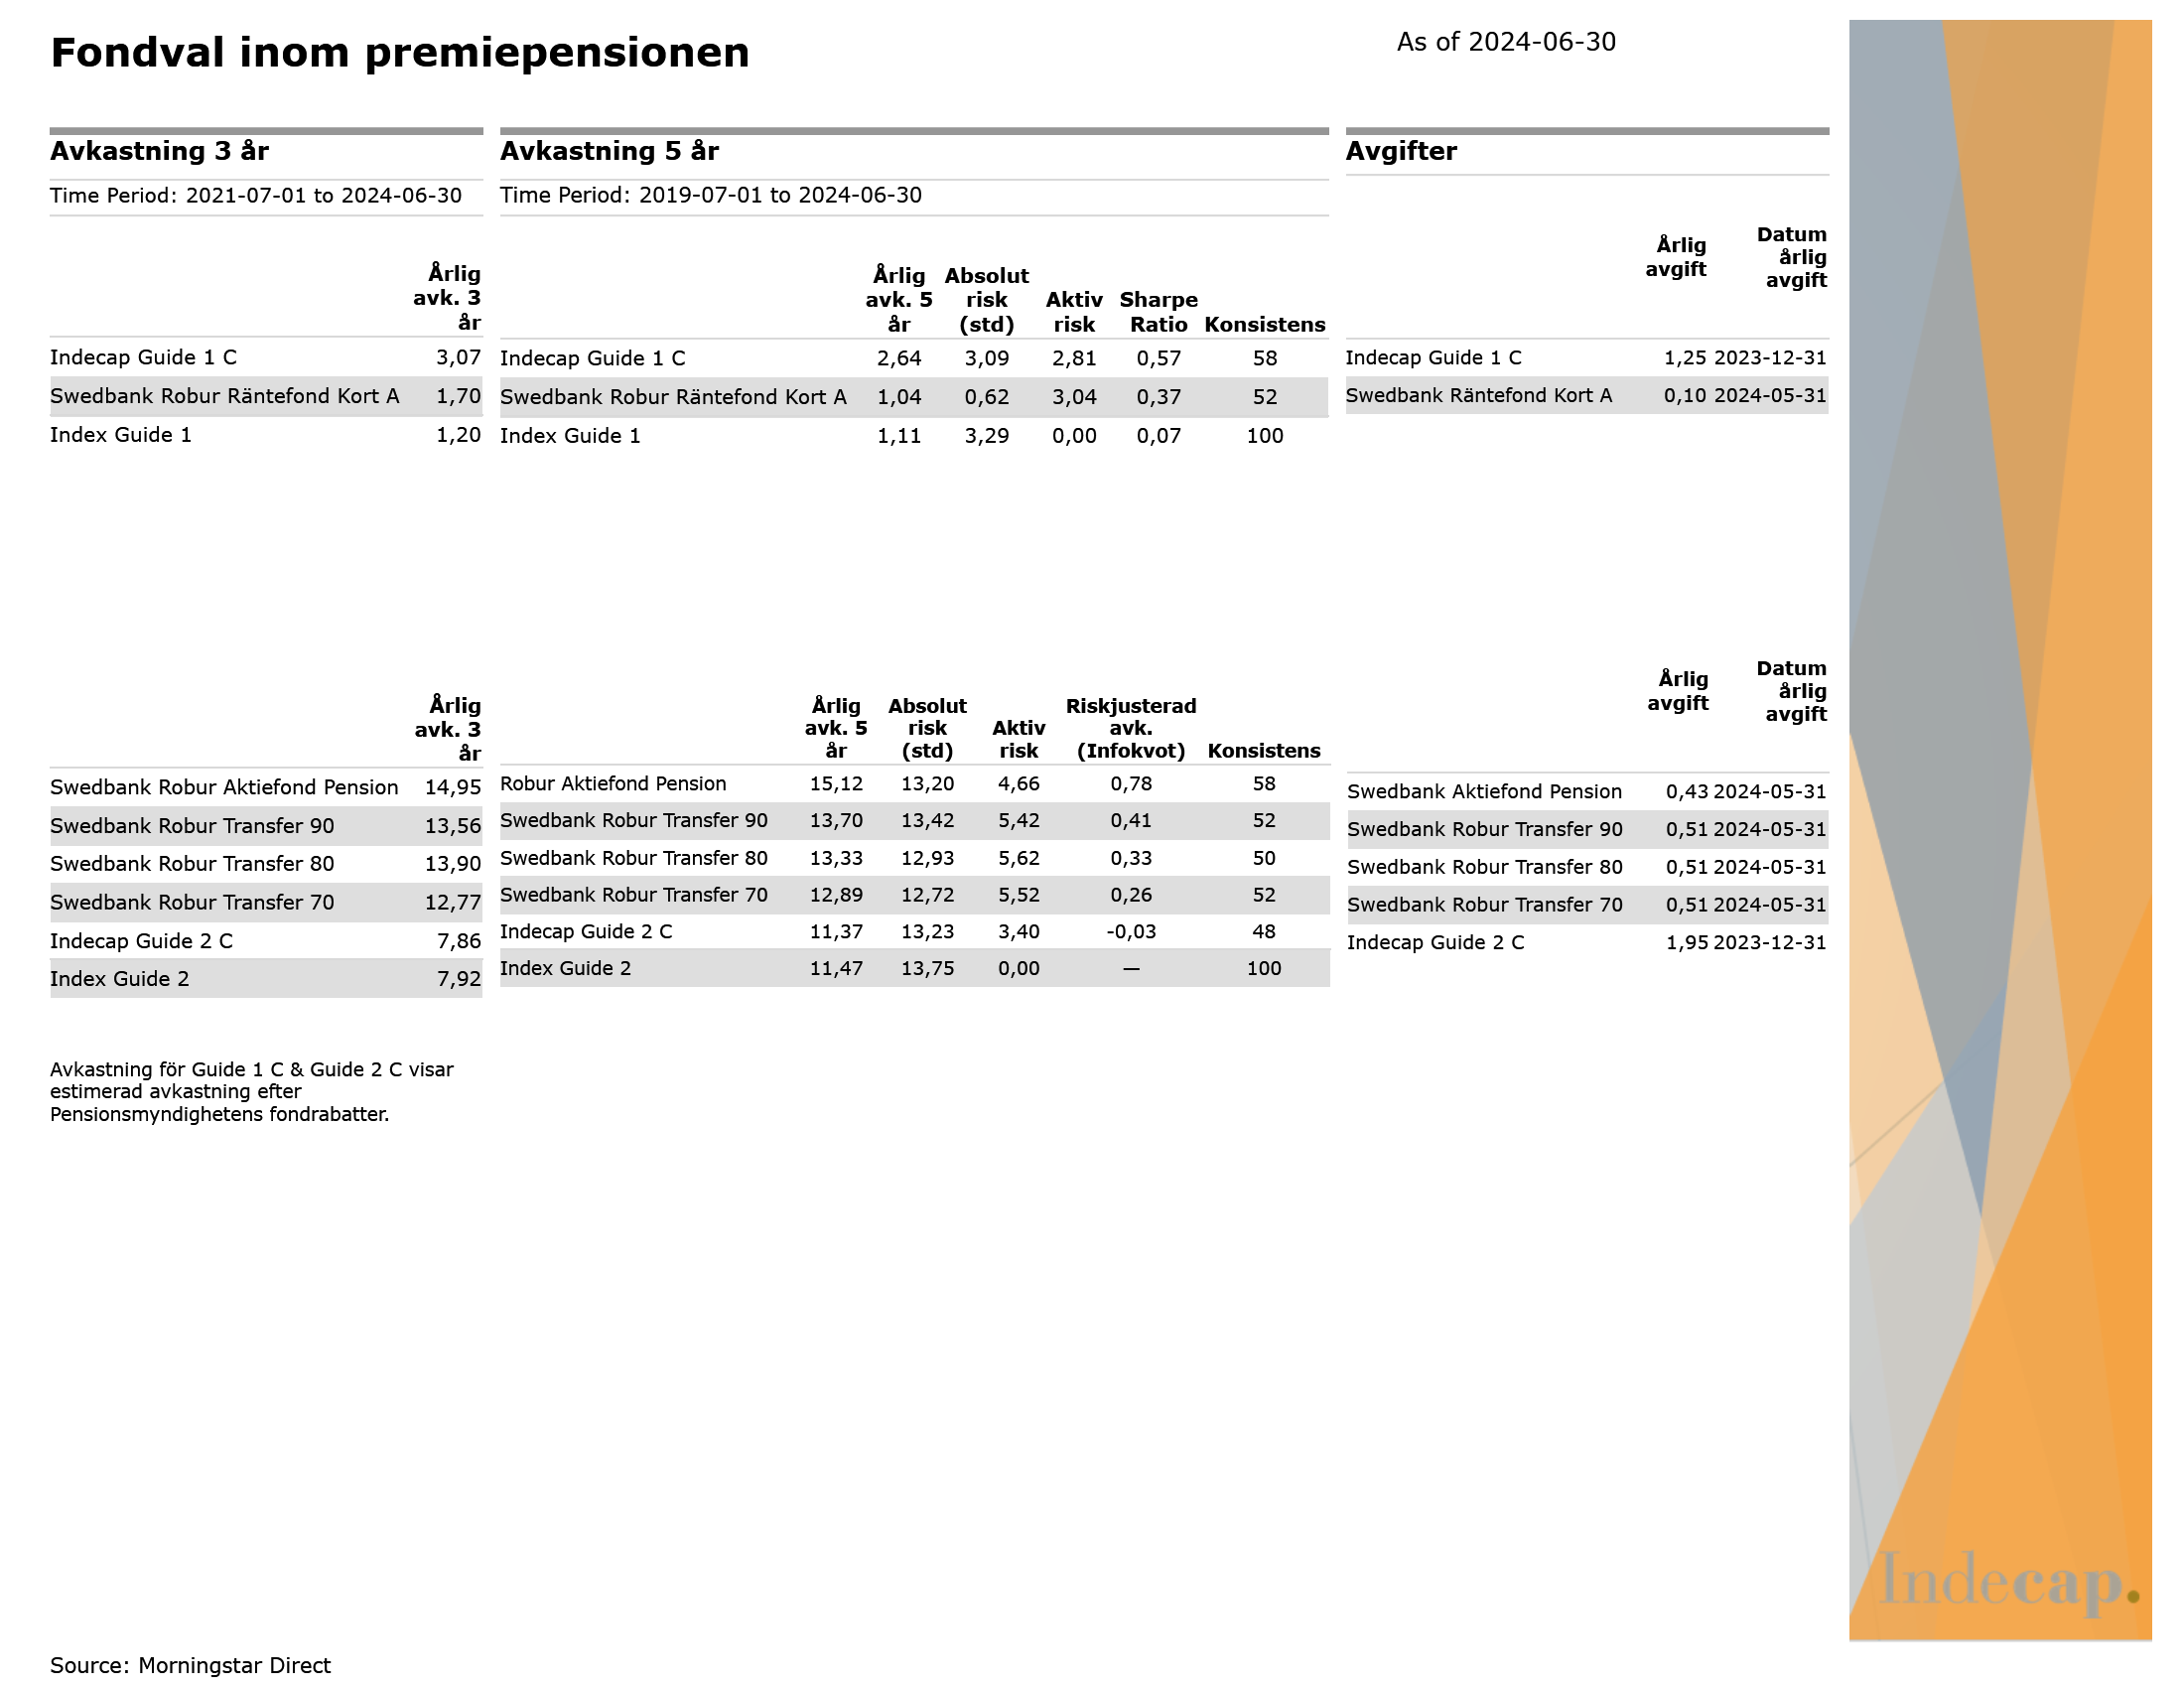 Fondval inom premiepensionen
As of 2024-06-30
Avkastning 3 år
Time Period: 2021-07-01 to 2024-06-30
Årlig
avk. 3
år
Indecap Guide 1 C 3,07
Swedbank Robur Räntefond Kort A 1,70
Index Guide 1 1,20
Avkastning 5 år
Time Period: 2019-07-01 to 2024-06-30
Årlig Absolut
avk. 5 risk Aktiv Sharpe
år (std) risk Ratio Konsistens
Indecap Guide 1 C 2,64 3,09 2,81 0,57 58
Swedbank Robur Räntefond Kort A 1,04 0,62 3,04 0,37 52
Index Guide 1 1,11 3,29 0,00 0,07 100
Avgifter
Årlig
avgift
Datum
årlig
avgift
Indecap Guide 1 C 1,25 2023-12-31
Swedbank Räntefond Kort A 0,10 2024-05-31
Årlig
avk. 3
år
Swedbank Robur Aktiefond Pension 14,95
Swedbank Robur Transfer 90 13,56
Swedbank Robur Transfer 80 13,90
Swedbank Robur Transfer 70 12,77
Indecap Guide 2 C 7,86
Index Guide 2 7,92
Årlig Absolut Riskjusterad
avk. 5 risk Aktiv avk.
år (std) risk (Infokvot) Konsistens
Robur Aktiefond Pension 15,12 13,20 4,66 0,78 58
Swedbank Robur Transfer 90 13,70 13,42 5,42 0,41 52
Swedbank Robur Transfer 80 13,33 12,93 5,62 0,33 50
Swedbank Robur Transfer 70 12,89 12,72 5,52 0,26 52
Indecap Guide 2 C 11,37 13,23 3,40 -0,03 48
Index Guide 2 11,47 13,75 0,00 — 100
Årlig
avgift
Datum
årlig
avgift
Swedbank Aktiefond Pension 0,43 2024-05-31
Swedbank Robur Transfer 90 0,51 2024-05-31
Swedbank Robur Transfer 80 0,51 2024-05-31
Swedbank Robur Transfer 70 0,51 2024-05-31
Indecap Guide 2 C 1,95 2023-12-31
Avkastning för Guide 1 C & Guide 2 C visar
estimerad avkastning efter
Pensionsmyndighetens fondrabatter.
Indecap.
Source: Morningstar Direct